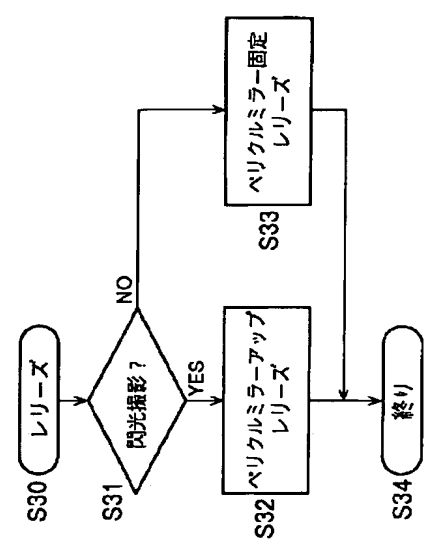 S30
レリーズ
S31
閃光撮影?
NO
YES
S32
ペリクルミラーアップ
レリーズ
S33
ペリクルミラー固定
レリーズ
S34
終り